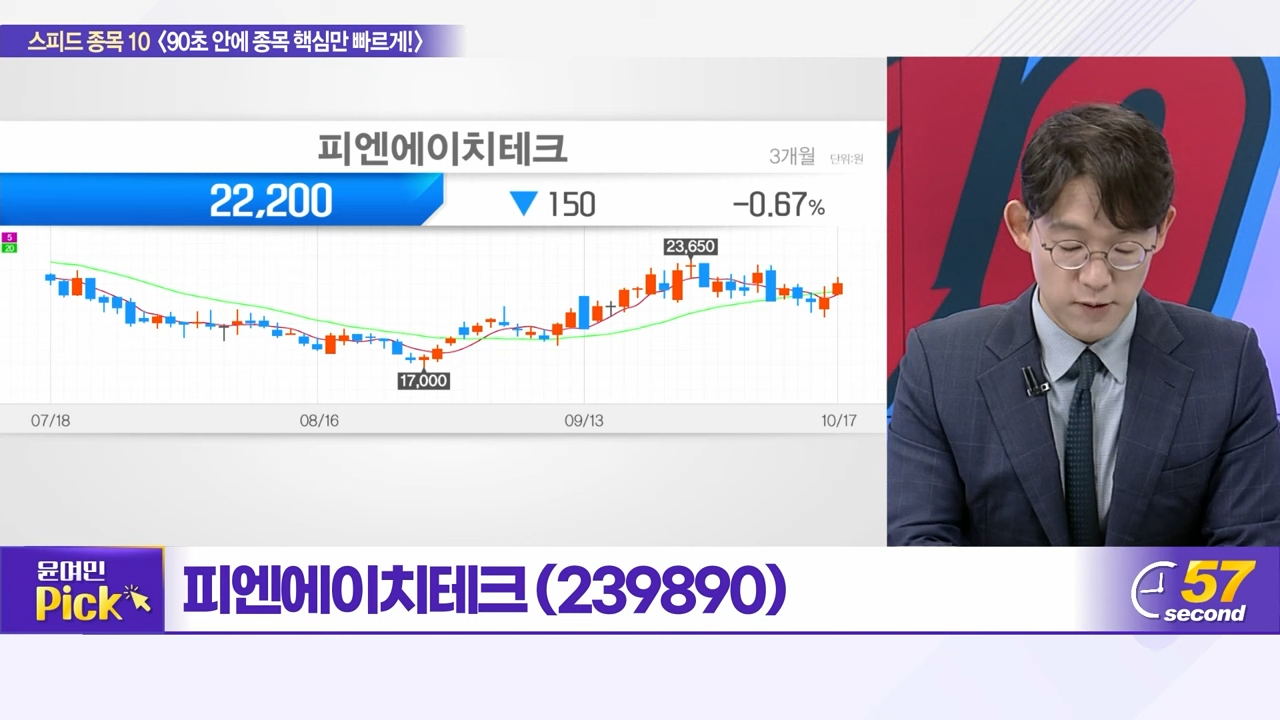 스피드 종목 10 〈90초 안에 종목 핵심만 빠르게!〉
피엔에이치테크
3개월 단위:원
22,200 ▼ 150 -0.67%
5
20
23,650
17,000
07/18 08/16 09/13 10/17
윤여민
Pick
피엔에이치테크 (239890)
57
second